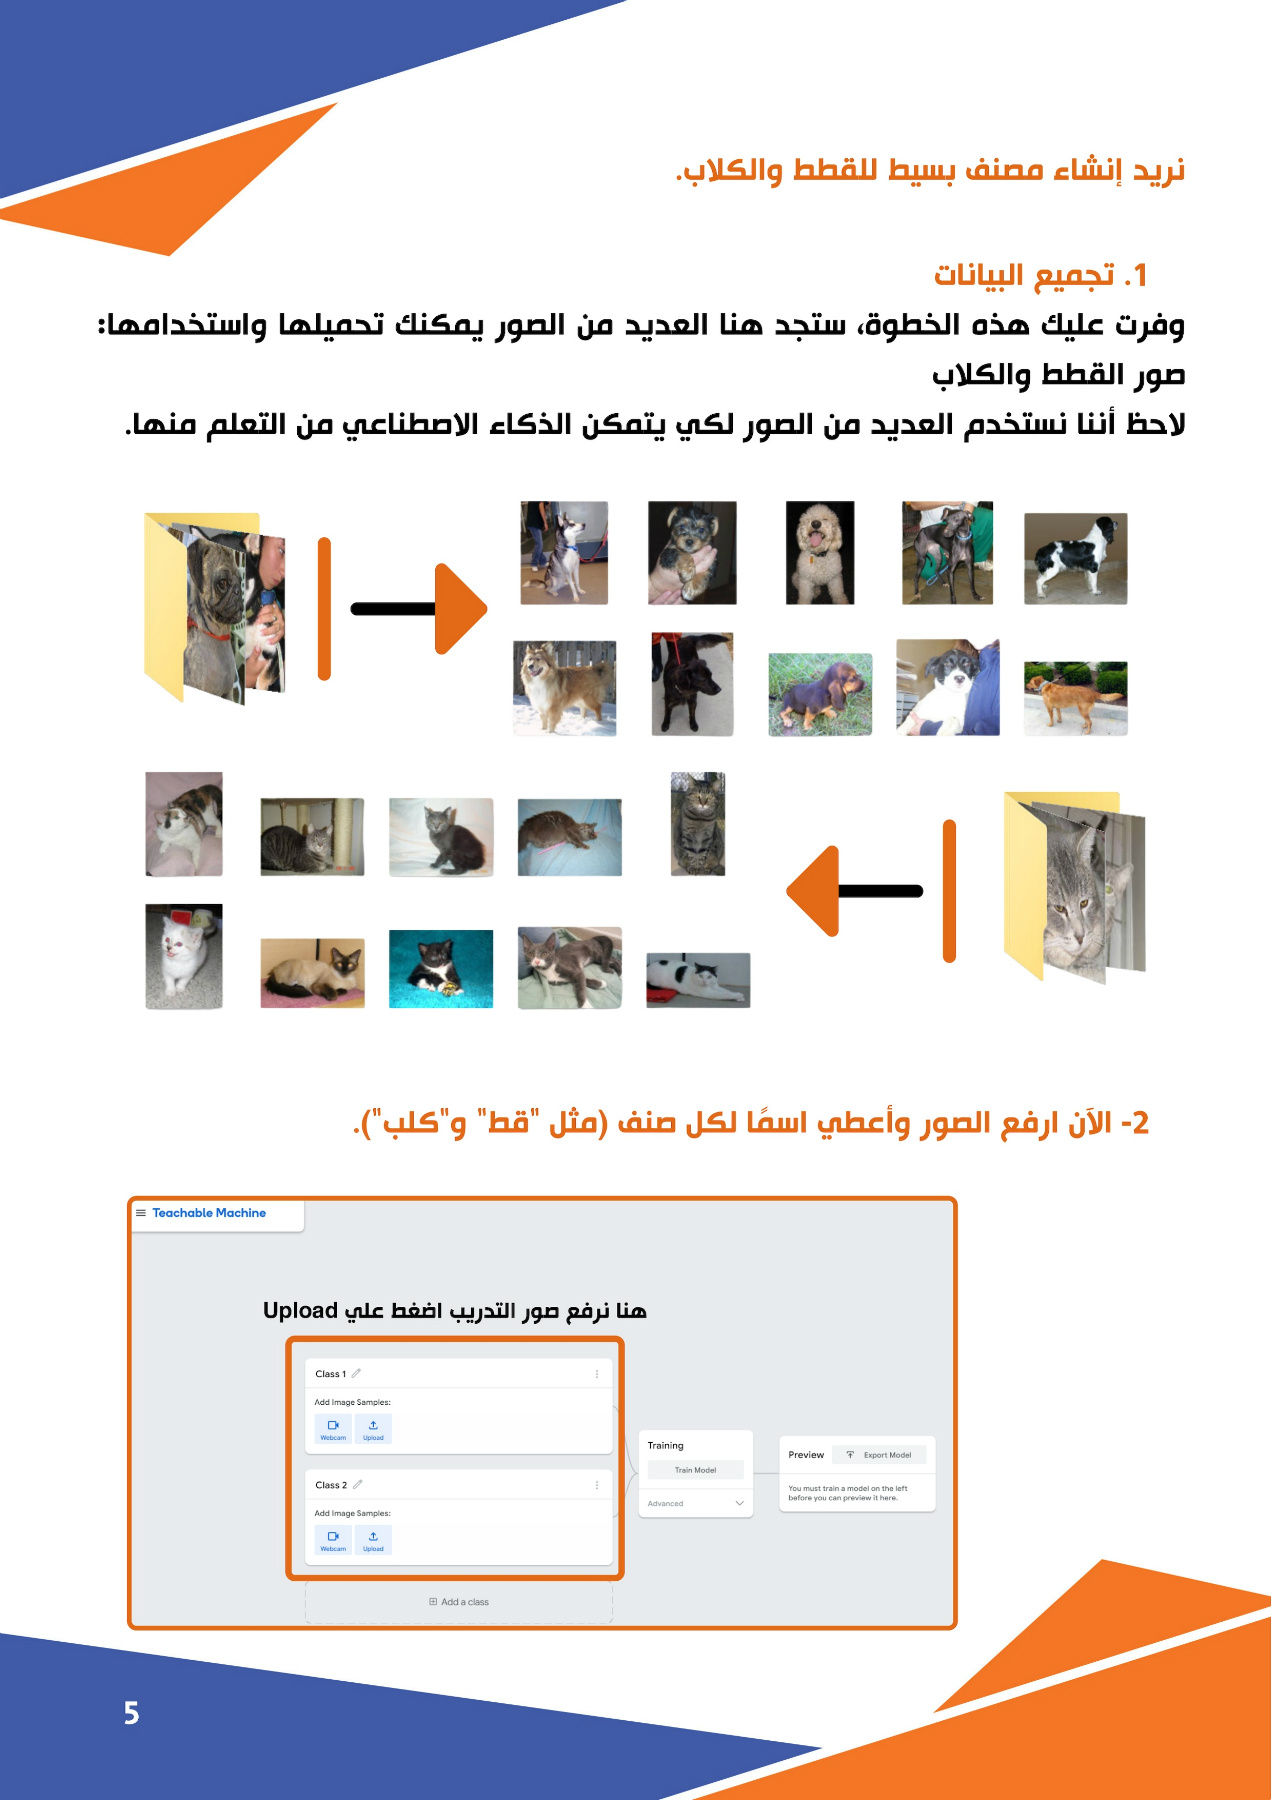 نريد إنشاء مصنف بسيط للقطط والكلاب.
1. تجميع البيانات
وفرت عليك هذه الخطوة، ستجد هنا العديد من الصور يمكنك تحميلها واستخدامها:
صور القطط والكلاب
لاحظ أننا نستخدم العديد من الصور لكي يتمكن الذكاء الاصطناعي من التعلم منها.
2- الآن ارفع الصور وأعطي اسمًا لكل صنف (مثل "قط" و"كلب").
Teachable Machine
هنا نرفع صور التدريب اضغط علي Upload
Class 1
Add Image Samples:
Webcam Upload
Class 2
Add Image Samples:
Webcam Upload
Add a class
Training
Train Model
Advanced
Preview Export Model
You must train a model on the left
before you can preview it here.
5